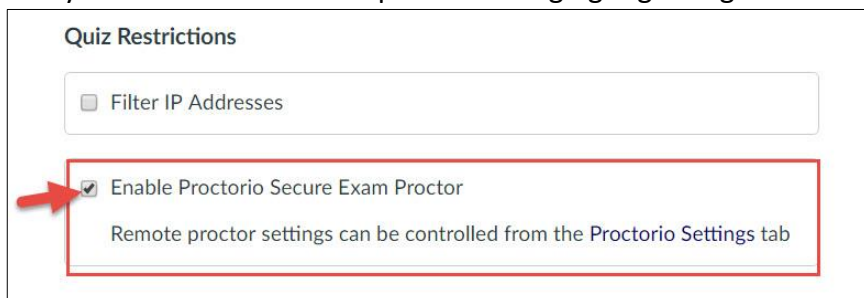 Quiz Restrictions
Filter IP Addresses
Enable Proctorio Secure Exam Proctor
Remote proctor settings can be controlled from the Proctorio Settings tab